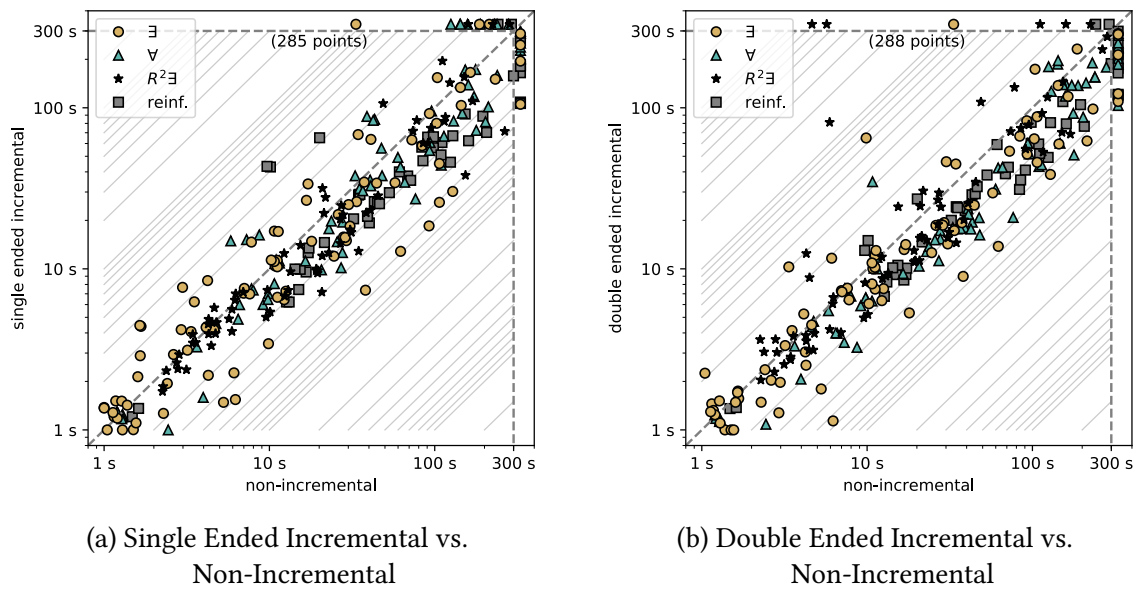 300 s
100 s
10 s
1 s
single ended incremental
∃
∀
R²∃
reinf.
(285 points)
1 s
10 s
100 s
300 s
non-incremental
(a) Single Ended Incremental vs.
Non-Incremental
300 s
100 s
10 s
1 s
double ended incremental
∃
∀
R²∃
reinf.
(288 points)
1 s
10 s
100 s
300 s
non-incremental
(b) Double Ended Incremental vs.
Non-Incremental